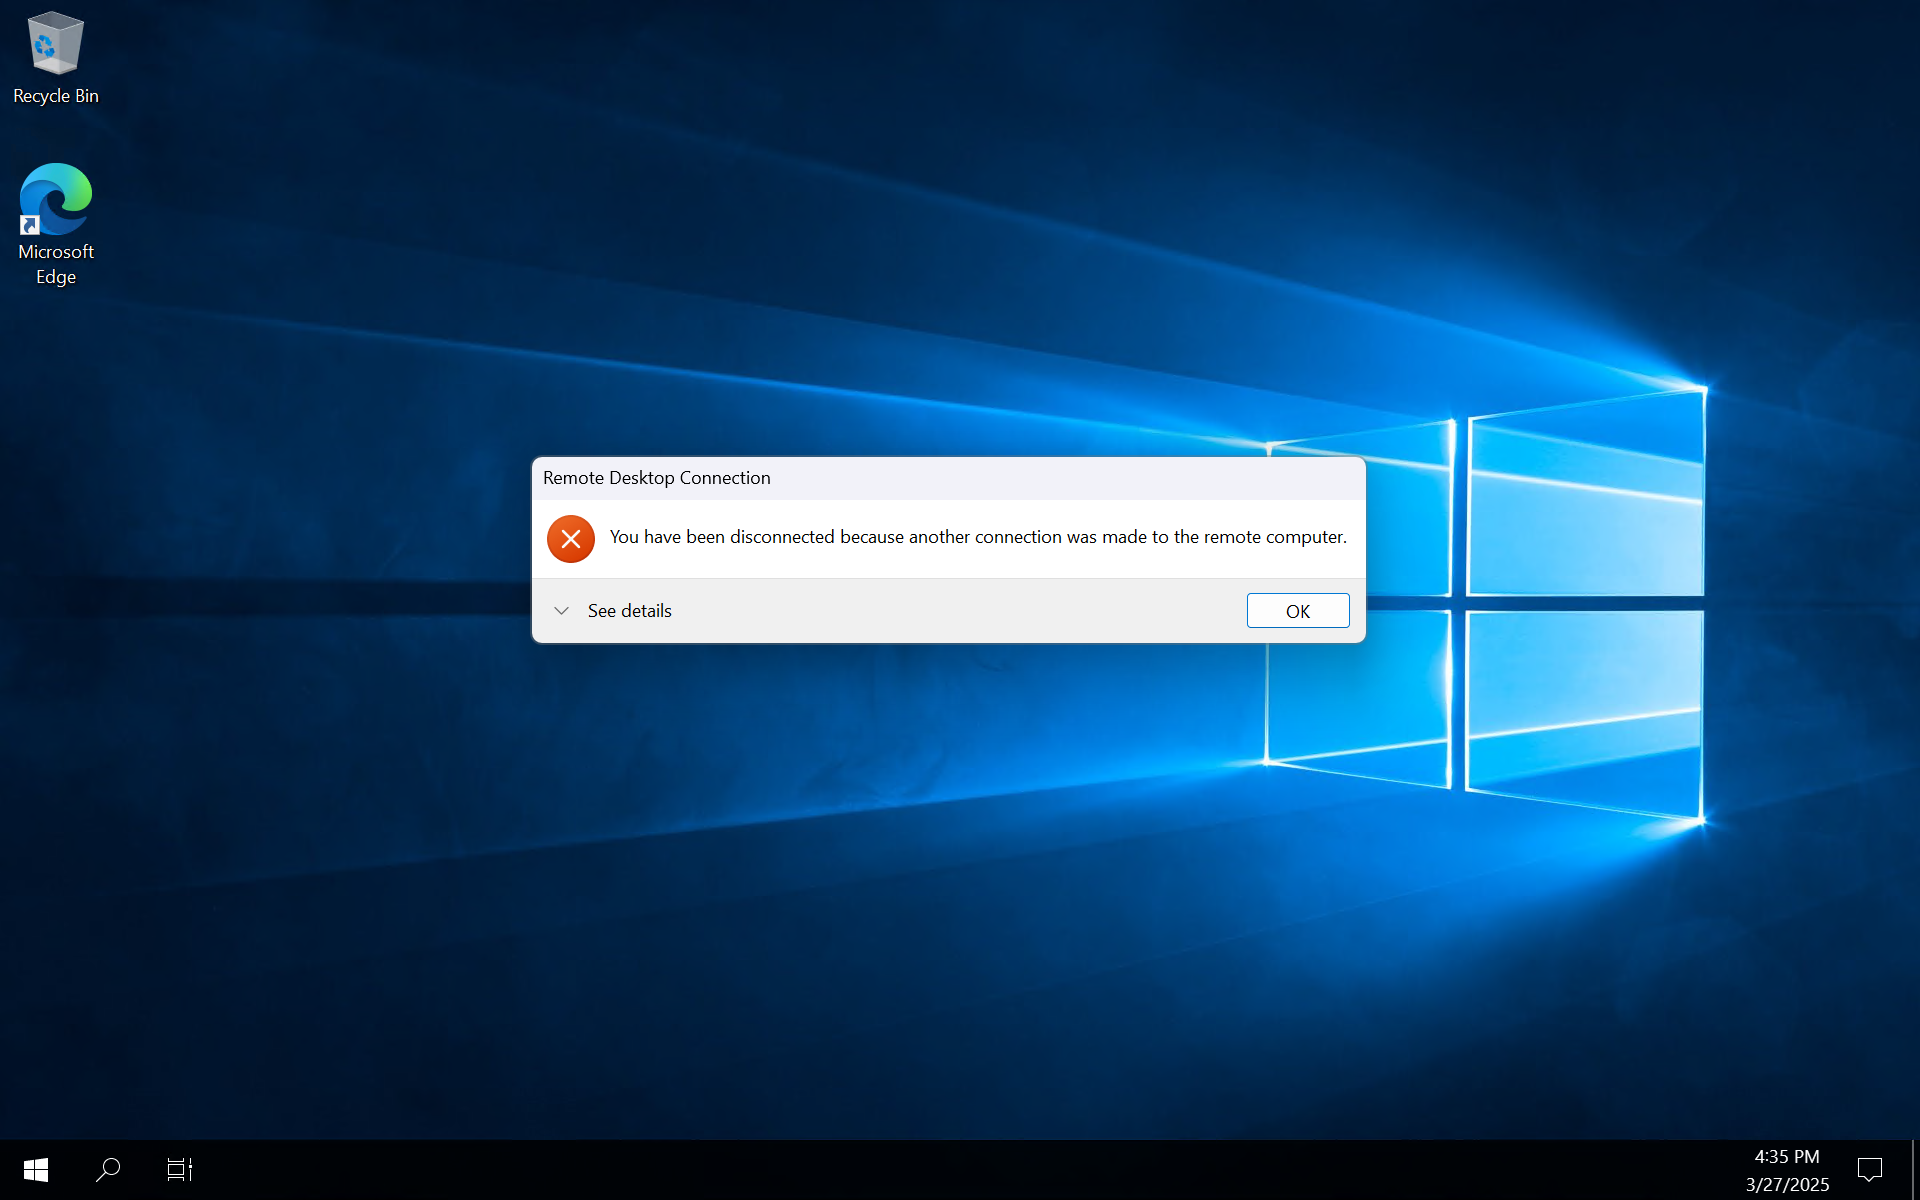 Recycle Bin
Microsoft
Edge
Remote Desktop Connection
You have been disconnected because another connection was made to the remote computer.
See details
OK
4:35 PM
3/27/2025